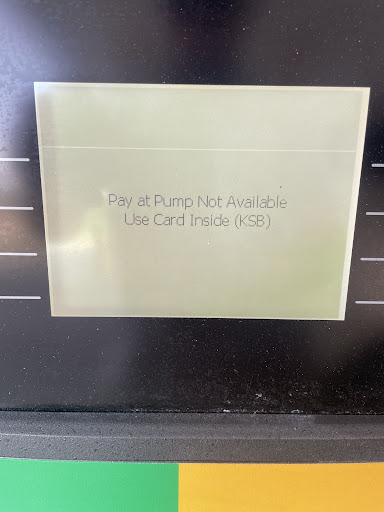 Pay at Pump Not Available
Use Card Inside (KSB)